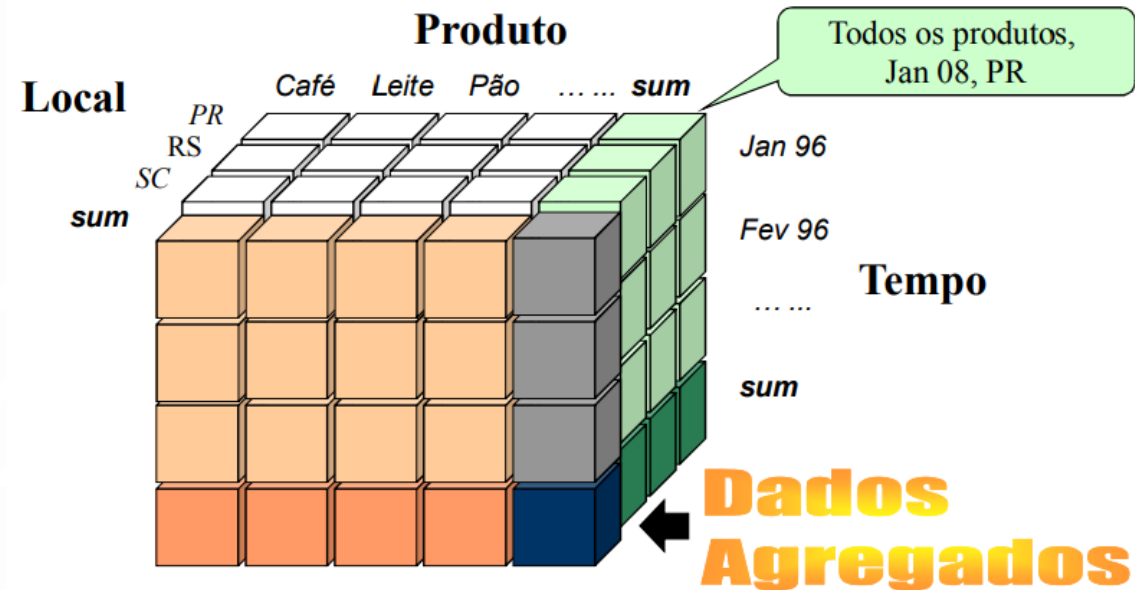 Produto
Todos os produtos,
Jan 08, PR
Local
Café Leite Pão ... ... sum
PR
RS
SC
sum
Jan 96
Fev 96
Tempo
... ...
sum
Dados
Agregados